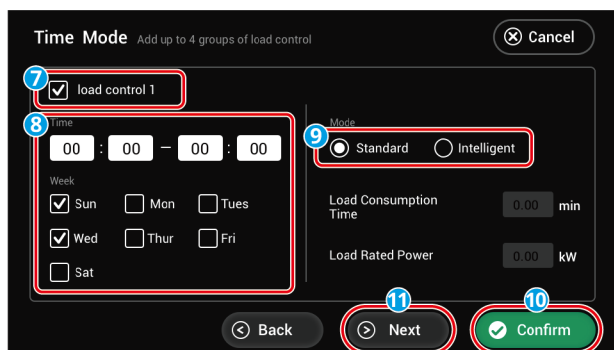 Time Mode Add up to 4 groups of load control
Cancel
7
load control 1
8
Time
00 : 00 – 00 : 00
Week
Sun Mon Tues
Wed Thur Fri
Sat
9
Mode
Standard Intelligent
Load Consumption
Time
0.00 min
Load Rated Power 0.00 kW
11
10
Back Next Confirm